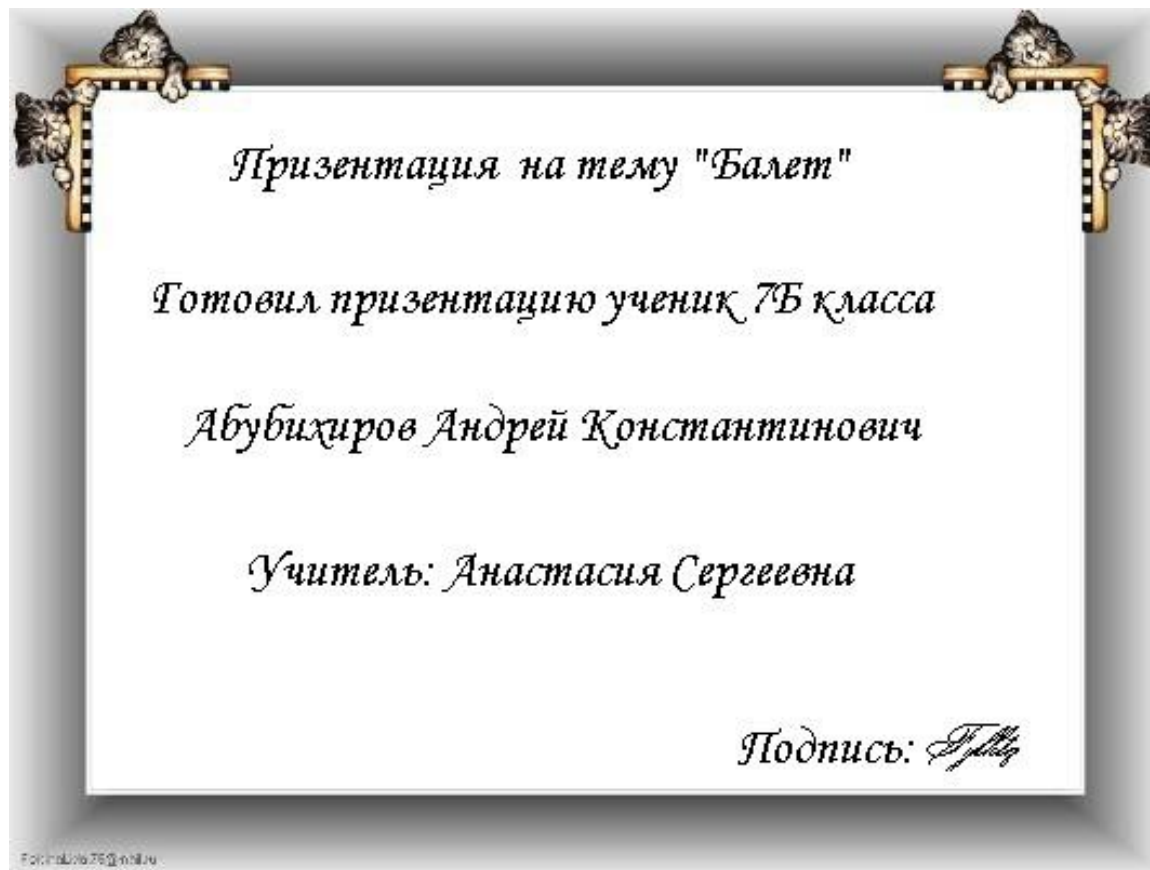 Призентация на тему "Балет"
Готовил призентацию ученик 7Б класса
Абубихиров Андрей Константинович
Учитель: Анастасия Сергеевна
Подпись: